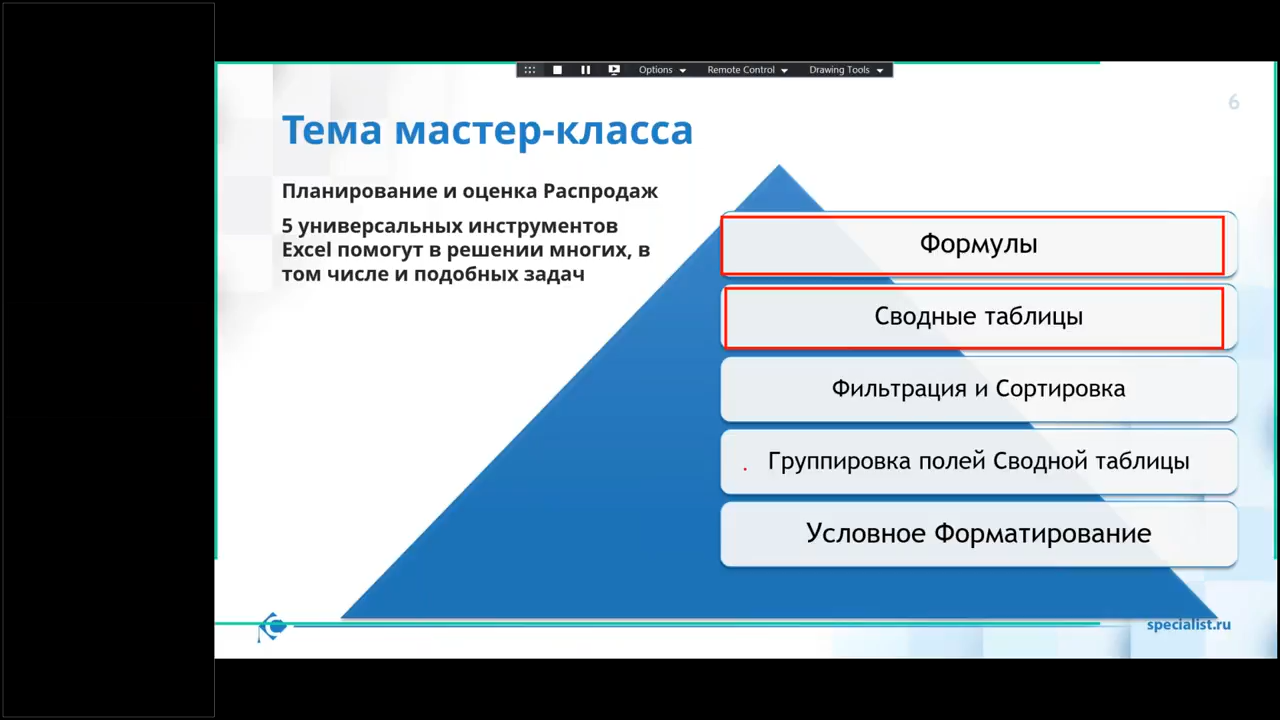 Options
Remote Control
Drawing Tools
6
Тема мастер-класса
Планирование и оценка Распродаж
5 универсальных инструментов
Excel помогут в решении многих, в
том числе и подобных задач
Формулы
Сводные таблицы
Фильтрация и Сортировка
Группировка полей Сводной таблицы
Условное Форматирование
specialist.ru